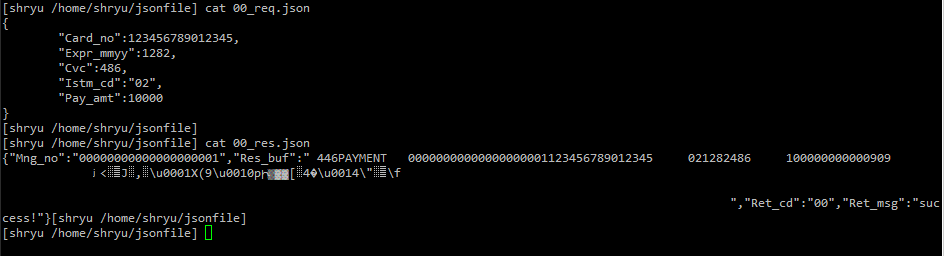 [shryu /home/shryu/jsonfile] cat 00_req.json
{
        "Card_no":123456789012345,
        "Expr_mmyy":1282,
        "Cvc":486,
        "Istm_cd":"02",
        "Pay_amt":10000
}
[shryu /home/shryu/jsonfile]
[shryu /home/shryu/jsonfile] cat 00_res.json
{"Mng_no":"00000000000000000001","Res_buf":" 446PAYMENT   00000000000000000001123456789012345     021282486     100000000000909
\u0001X(9 \u0010p [ 4 \u0014\" \f
","Ret_cd":"00","Ret_msg":"suc
cess!"}[shryu /home/shryu/jsonfile]
[shryu /home/shryu/jsonfile]